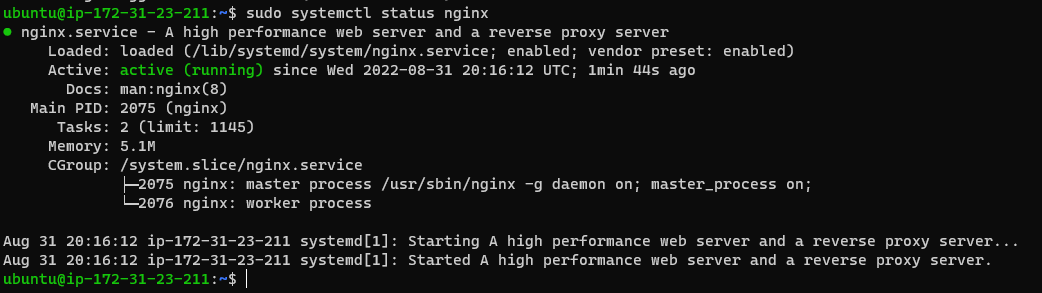 ubuntu@ip-172-31-23-211:~$ sudo systemctl status nginx
● nginx.service - A high performance web server and a reverse proxy server
Loaded: loaded (/lib/systemd/system/nginx.service; enabled; vendor preset: enabled)
Active: active (running) since Wed 2022-08-31 20:16:12 UTC; 1min 44s ago
Docs: man:nginx(8)
Main PID: 2075 (nginx)
Tasks: 2 (limit: 1145)
Memory: 5.1M
CGroup: /system.slice/nginx.service
├─2075 nginx: master process /usr/sbin/nginx -g daemon on; master_process on;
└─2076 nginx: worker process
Aug 31 20:16:12 ip-172-31-23-211 systemd[1]: Starting A high performance web server and a reverse proxy server...
Aug 31 20:16:12 ip-172-31-23-211 systemd[1]: Started A high performance web server and a reverse proxy server.
ubuntu@ip-172-31-23-211:~$